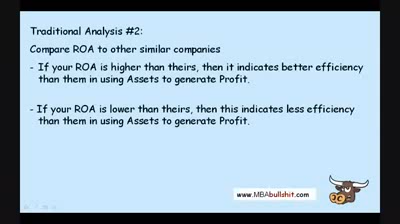 Traditional Analysis #2:
Compare ROA to other similar companies
- If your ROA is higher than theirs, then it indicates better efficiency
than them in using Assets to generate Profit.
- If your ROA is lower than theirs, then this indicates less efficiency
than them in using Assets to generate Profit.
www.MBAbullshit.com